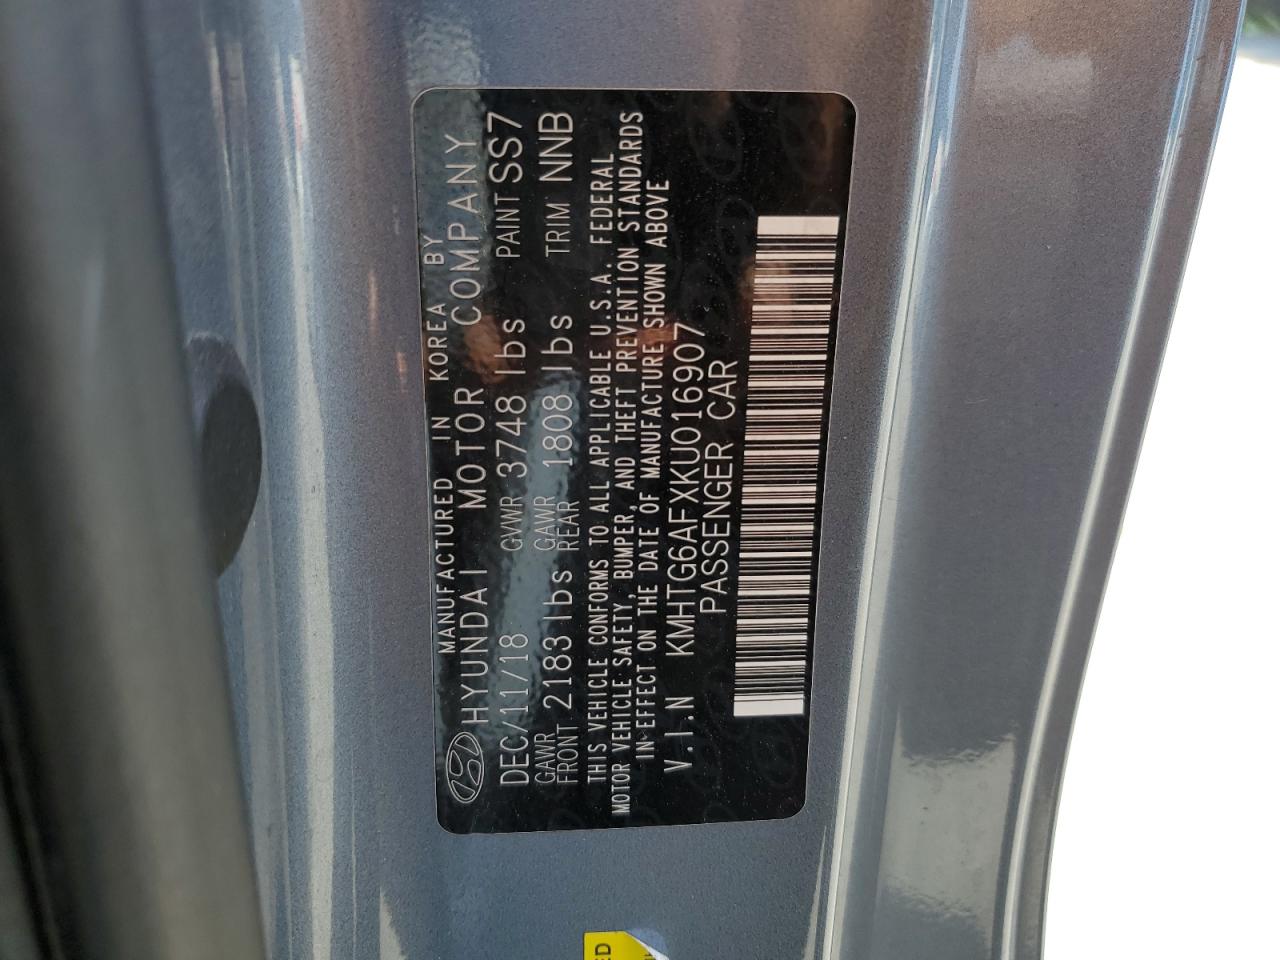 MANUFACTURED IN KOREA BY
HYUNDAI MOTOR COMPANY
DEC/11/18 GVWR 3748 lbs PAINT SS7
GAWR FRONT 2183 lbs GAWR REAR 1808 lbs TRIM NNB
THIS VEHICLE CONFORMS TO ALL APPLICABLE U.S.A. FEDERAL
MOTOR VEHICLE SAFETY, BUMPER, AND THEFT PREVENTION STANDARDS
IN EFFECT ON THE DATE OF MANUFACTURE SHOWN ABOVE
V.I.N KMHTG6AFXKU016907
PASSENGER CAR